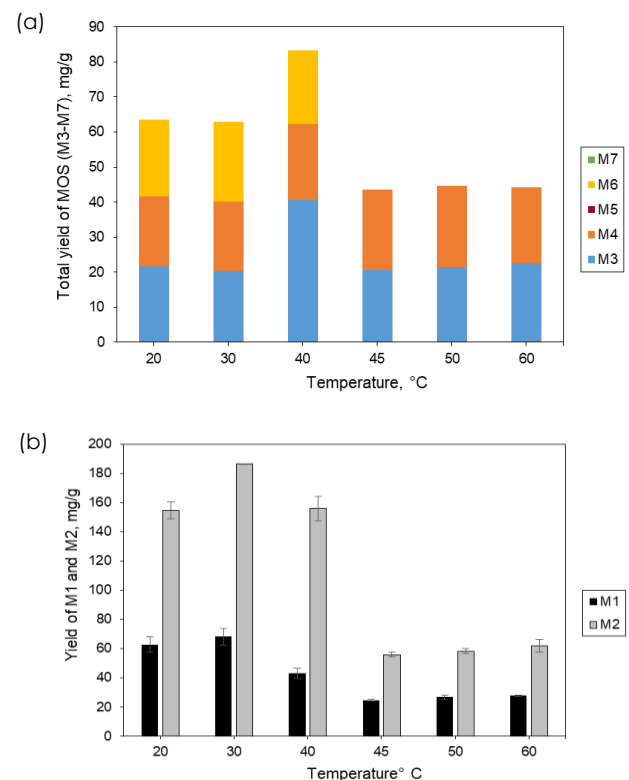 (a)
Total yield of MOS (M3-M7), mg/g
90
80
70
60
50
40
30
20
10
0
20 30 40 45 50 60
Temperature, °C
M7
M6
M5
M4
M3
(b)
Yield of M1 and M2, mg/g
200
180
160
140
120
100
80
60
40
20
0
20 30 40 45 50 60
Temperature° C
M1
M2